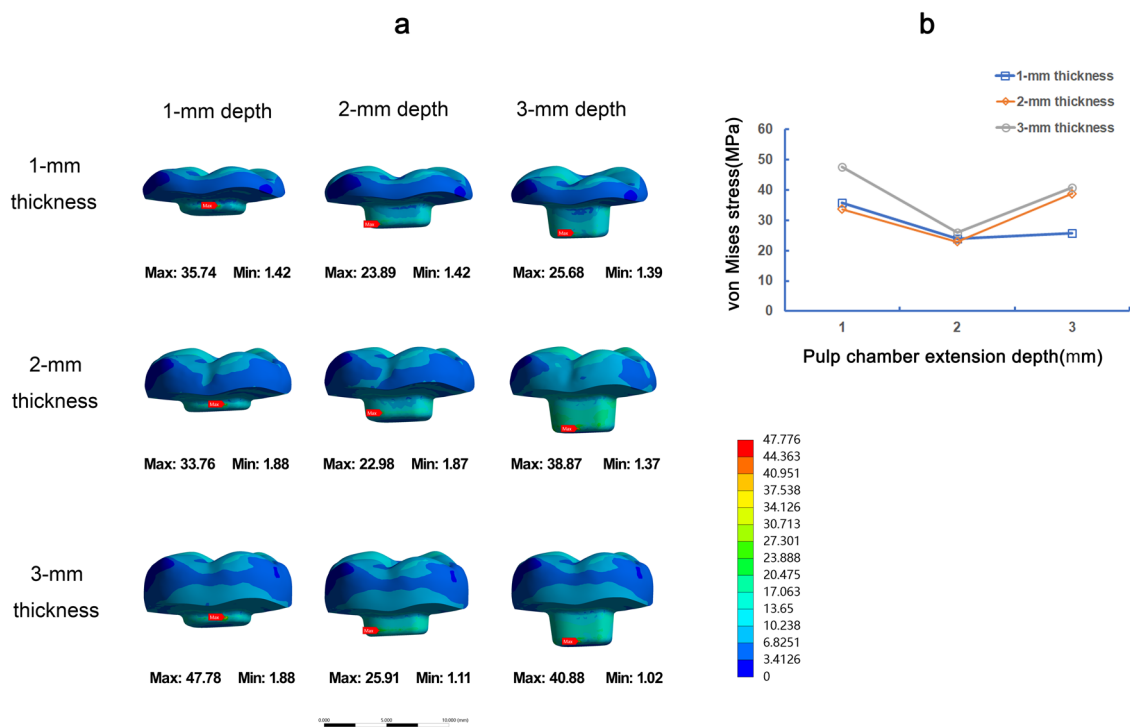 a
b
1-mm depth
2-mm depth
3-mm depth
1-mm
thickness
Max
Max
Max
Max: 35.74 Min: 1.42
Max: 23.89 Min: 1.42
Max: 25.68 Min: 1.39
2-mm
thickness
Max
Max
Max
Max: 33.76 Min: 1.88
Max: 22.98 Min: 1.87
Max: 38.87 Min: 1.37
3-mm
thickness
Max
Max
Max
Max: 47.78 Min: 1.88
Max: 25.91 Min: 1.11
Max: 40.88 Min: 1.02
0.000 5.000 10.000 (mm)
1-mm thickness
2-mm thickness
3-mm thickness
von Mises stress(MPa)
60
50
40
30
20
10
0
1 2 3
Pulp chamber extension depth(mm)
47.776
44.363
40.951
37.538
34.126
30.713
27.301
23.888
20.475
17.063
13.65
10.238
6.8251
3.4126
0